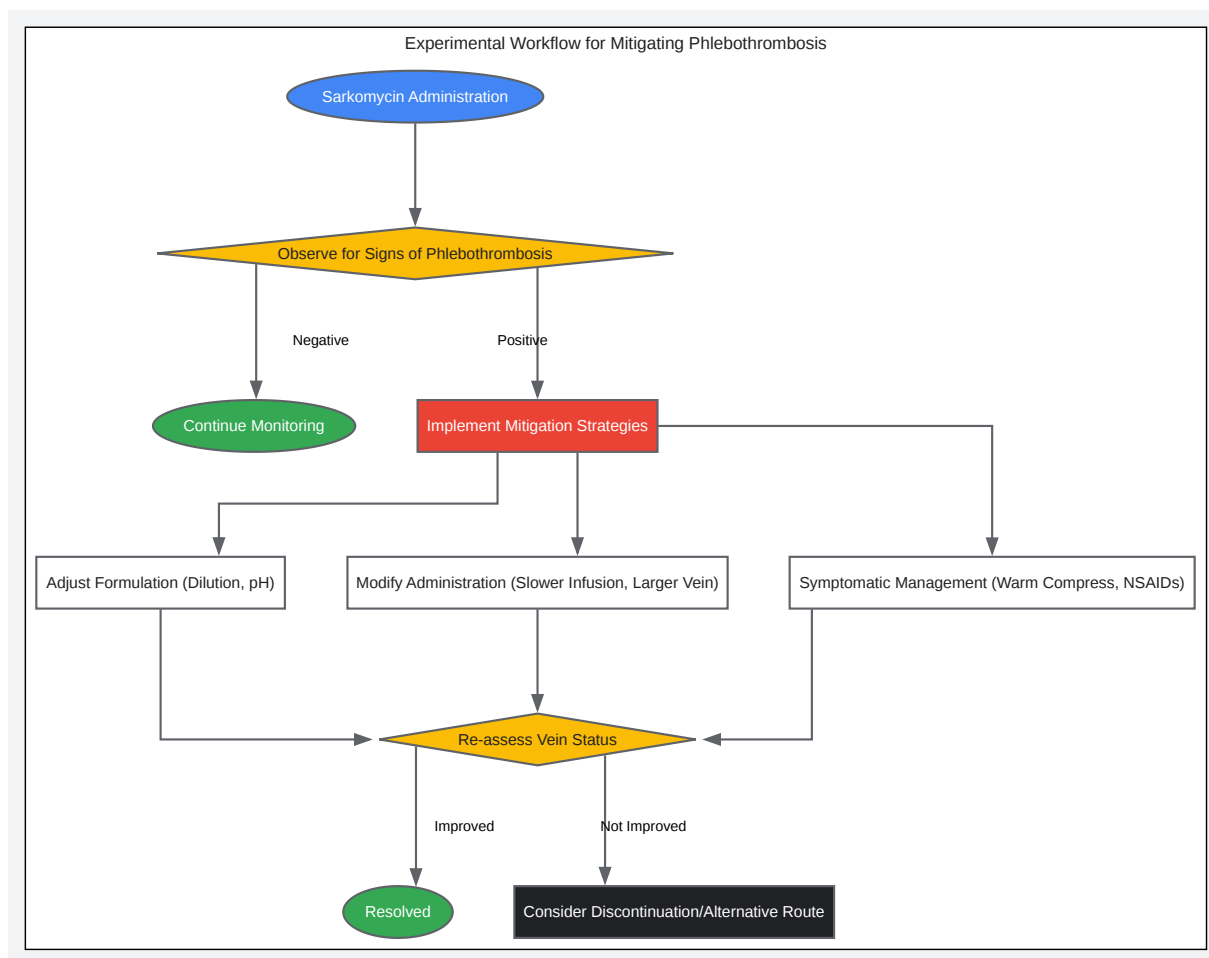 Experimental Workflow for Mitigating Phlebothrombosis
Sarkomycin Administration
Observe for Signs of Phlebothrombosis
Negative
Positive
Continue Monitoring
Implement Mitigation Strategies
Adjust Formulation (Dilution, pH)
Modify Administration (Slower Infusion, Larger Vein)
Symptomatic Management (Warm Compress, NSAIDs)
Re-assess Vein Status
Improved
Not Improved
Resolved
Consider Discontinuation/Alternative Route